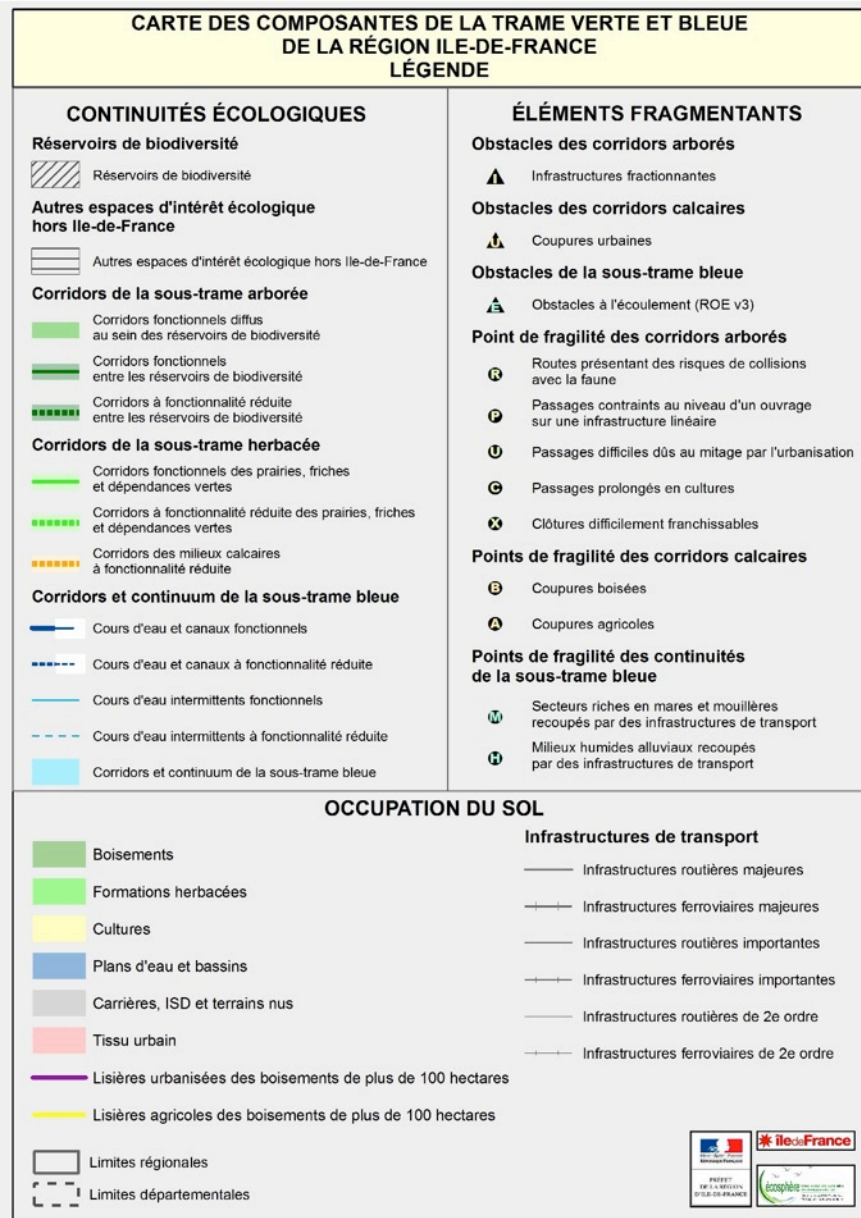 CARTE DES COMPOSANTES DE LA TRAME VERTE ET BLEUE
DE LA RÉGION ILE-DE-FRANCE
LÉGENDE
CONTINUITÉS ÉCOLOGIQUES
Réservoirs de biodiversité
Réservoirs de biodiversité
Autres espaces d'intérêt écologique
hors Ile-de-France
Autres espaces d'intérêt écologique hors Ile-de-France
Corridors de la sous-trame arborée
Corridors fonctionnels diffus
au sein des réservoirs de biodiversité
Corridors fonctionnels
entre les réservoirs de biodiversité
Corridors à fonctionnalité réduite
entre les réservoirs de biodiversité
Corridors de la sous-trame herbacée
Corridors fonctionnels des prairies, friches
et dépendances vertes
Corridors à fonctionnalité réduite des prairies, friches
et dépendances vertes
Corridors des milieux calcaires
à fonctionnalité réduite
Corridors et continuum de la sous-trame bleue
Cours d'eau et canaux fonctionnels
Cours d'eau et canaux à fonctionnalité réduite
Cours d'eau intermittents fonctionnels
Cours d'eau intermittents à fonctionnalité réduite
Corridors et continuum de la sous-trame bleue
ÉLÉMENTS FRAGMENTANTS
Obstacles des corridors arborés
I Infrastructures fractionnantes
Obstacles des corridors calcaires
U Coupures urbaines
Obstacles de la sous-trame bleue
E Obstacles à l'écoulement (ROE v3)
Point de fragilité des corridors arborés
R Routes présentant des risques de collisions
avec la faune
P Passages contraints au niveau d'un ouvrage
sur une infrastructure linéaire
U Passages difficiles dûs au mitage par l'urbanisation
C Passages prolongés en cultures
X Clôtures difficilement franchissables
Points de fragilité des corridors calcaires
B Coupures boisées
A Coupures agricoles
Points de fragilité des continuités
de la sous-trame bleue
M Secteurs riches en mares et mouillères
recoupés par des infrastructures de transport
H Milieux humides alluviaux recoupés
par des infrastructures de transport
OCCUPATION DU SOL
Boisements
Formations herbacées
Cultures
Plans d'eau et bassins
Carrières, ISD et terrains nus
Tissu urbain
Lisières urbanisées des boisements de plus de 100 hectares
Lisières agricoles des boisements de plus de 100 hectares
Limites régionales
Limites départementales
Infrastructures de transport
Infrastructures routières majeures
Infrastructures ferroviaires majeures
Infrastructures routières importantes
Infrastructures ferroviaires importantes
Infrastructures routières de 2e ordre
Infrastructures ferroviaires de 2e ordre
PRÉFET
DE LA RÉGION
D'ILE-DE-FRANCE
île de France
écosphère